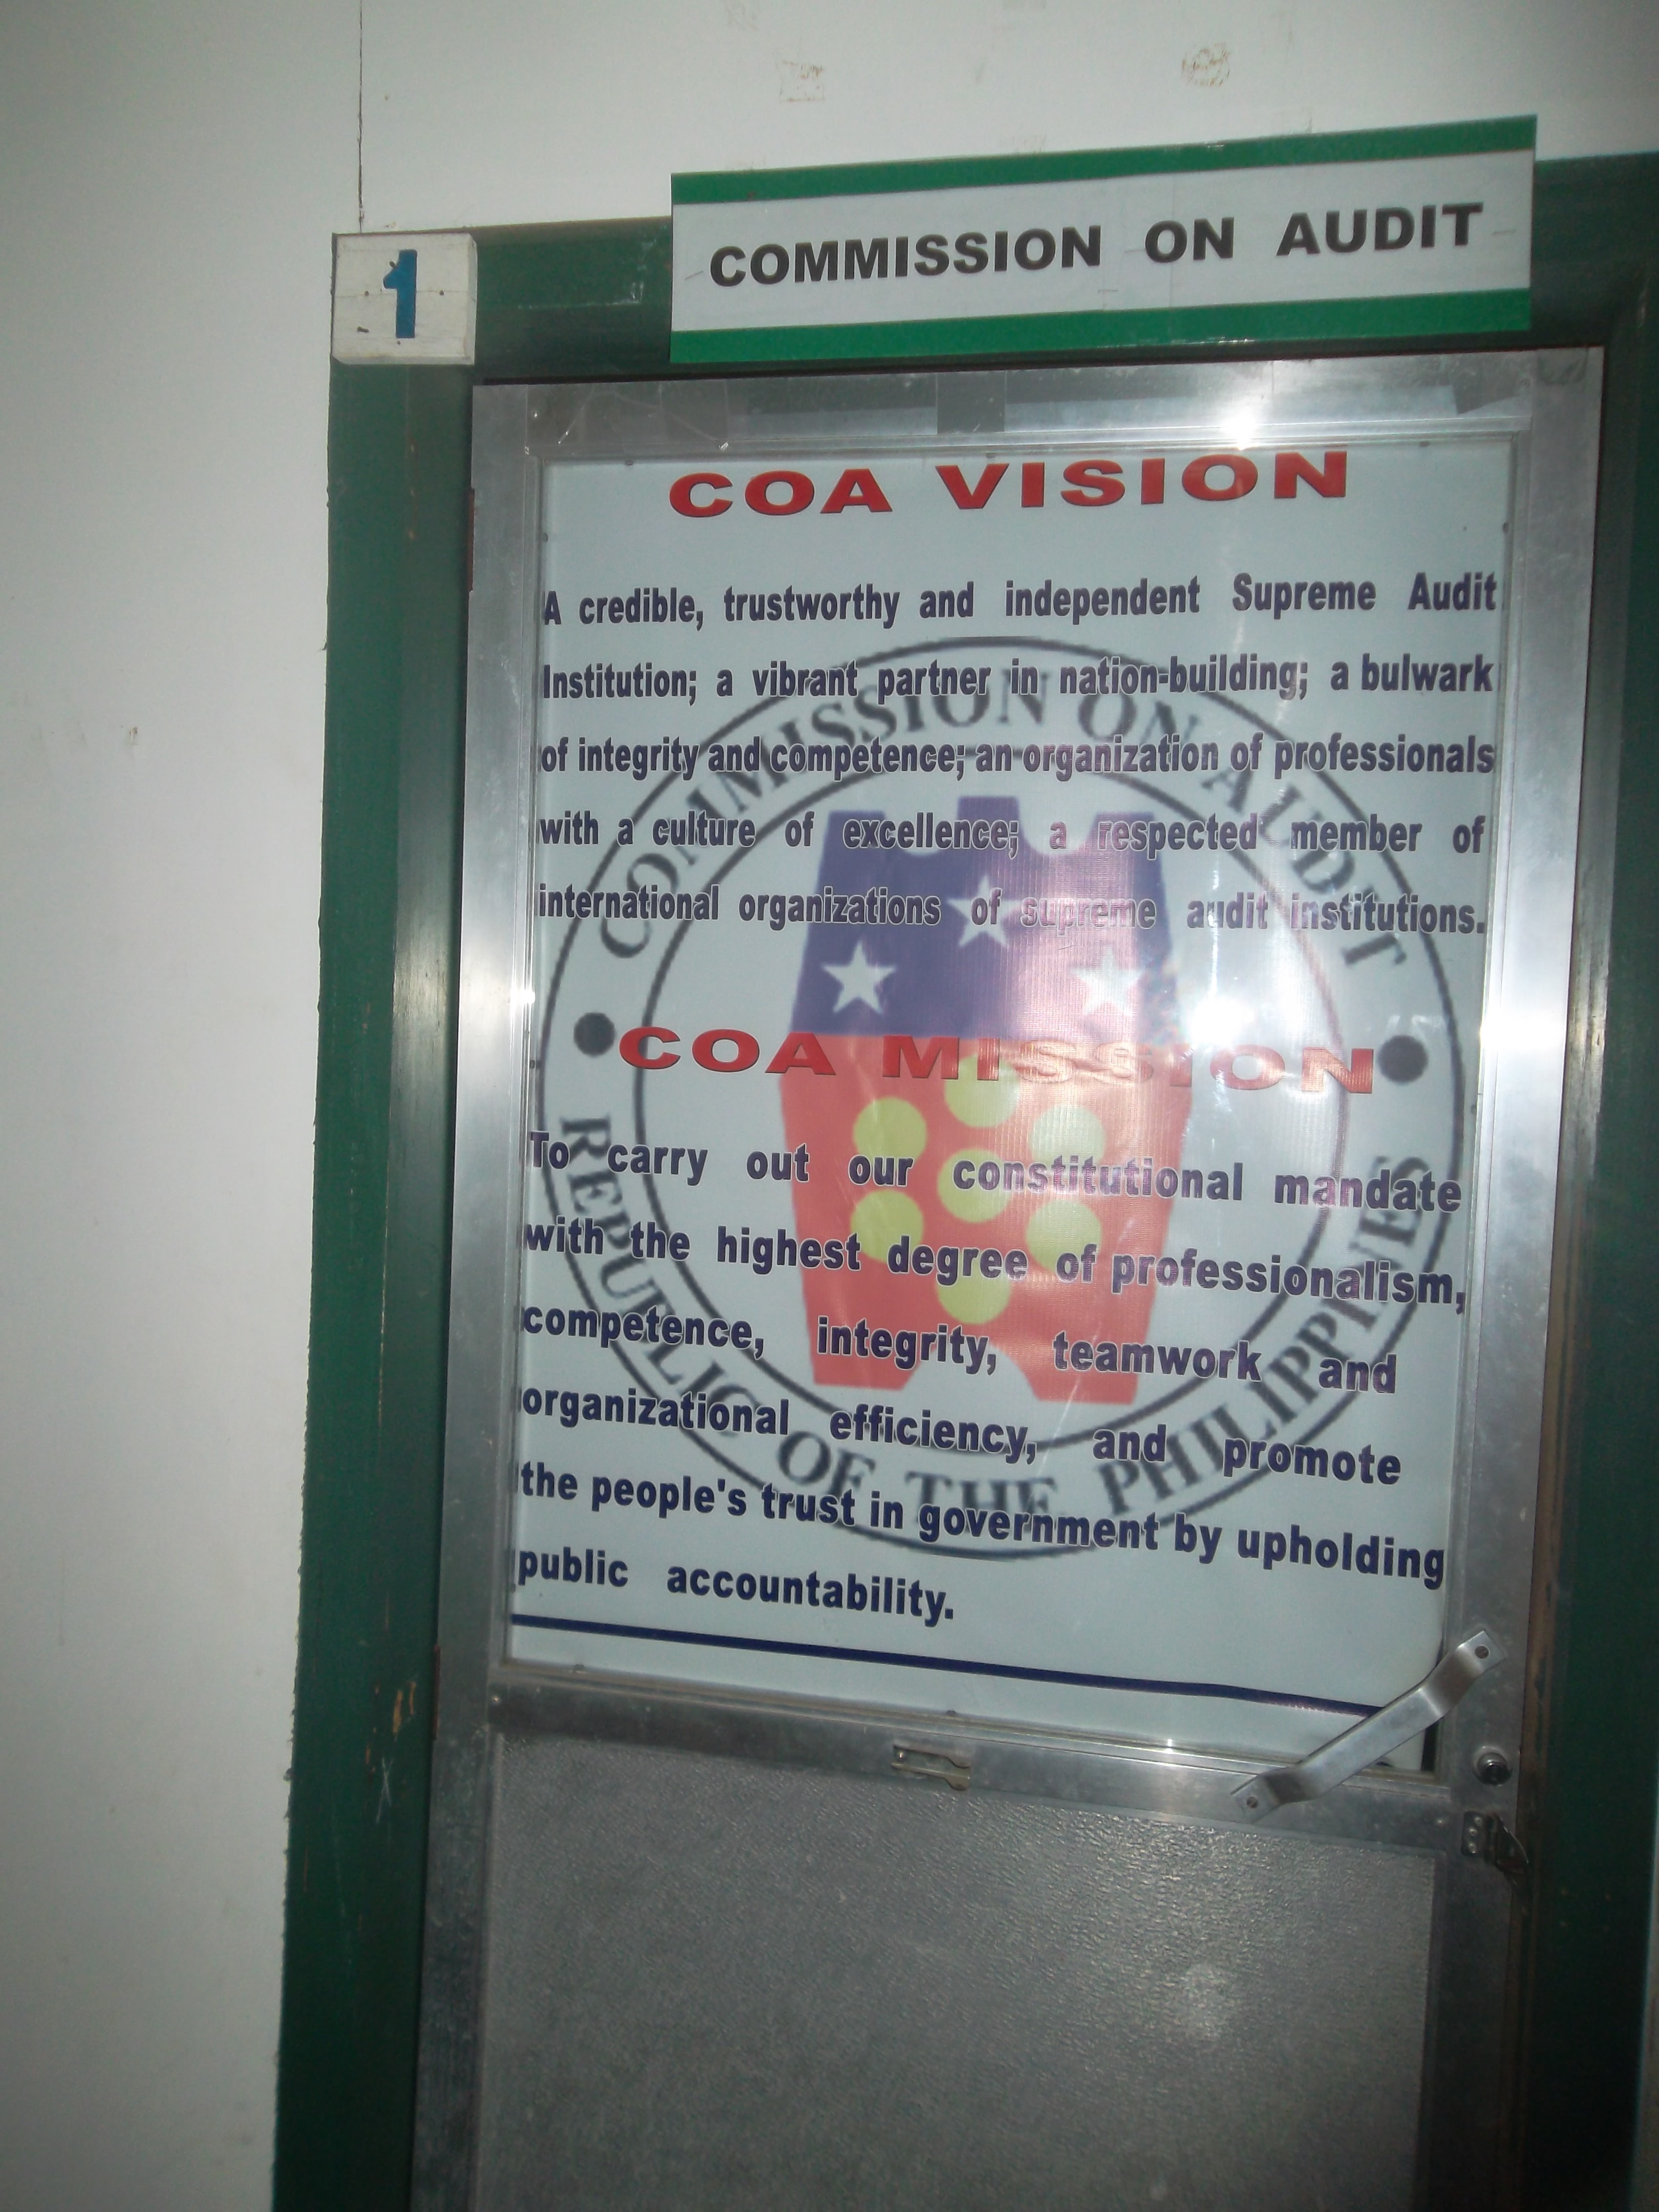 1
COMMISSION ON AUDIT
COA VISION
A credible, trustworthy and independent Supreme Audit
Institution; a vibrant partner in nation-building; a bulwark
of integrity and competence; an organization of professionals
with a culture of excellence; a respected member of
international organizations of supreme audit institutions.
COA MISSION
To carry out our constitutional mandate
with the highest degree of professionalism,
competence, integrity, teamwork and
organizational efficiency, and promote
the people's trust in government by upholding
public accountability.
COMMISSION ON AUDIT
REPUBLIC OF THE PHILIPPINES